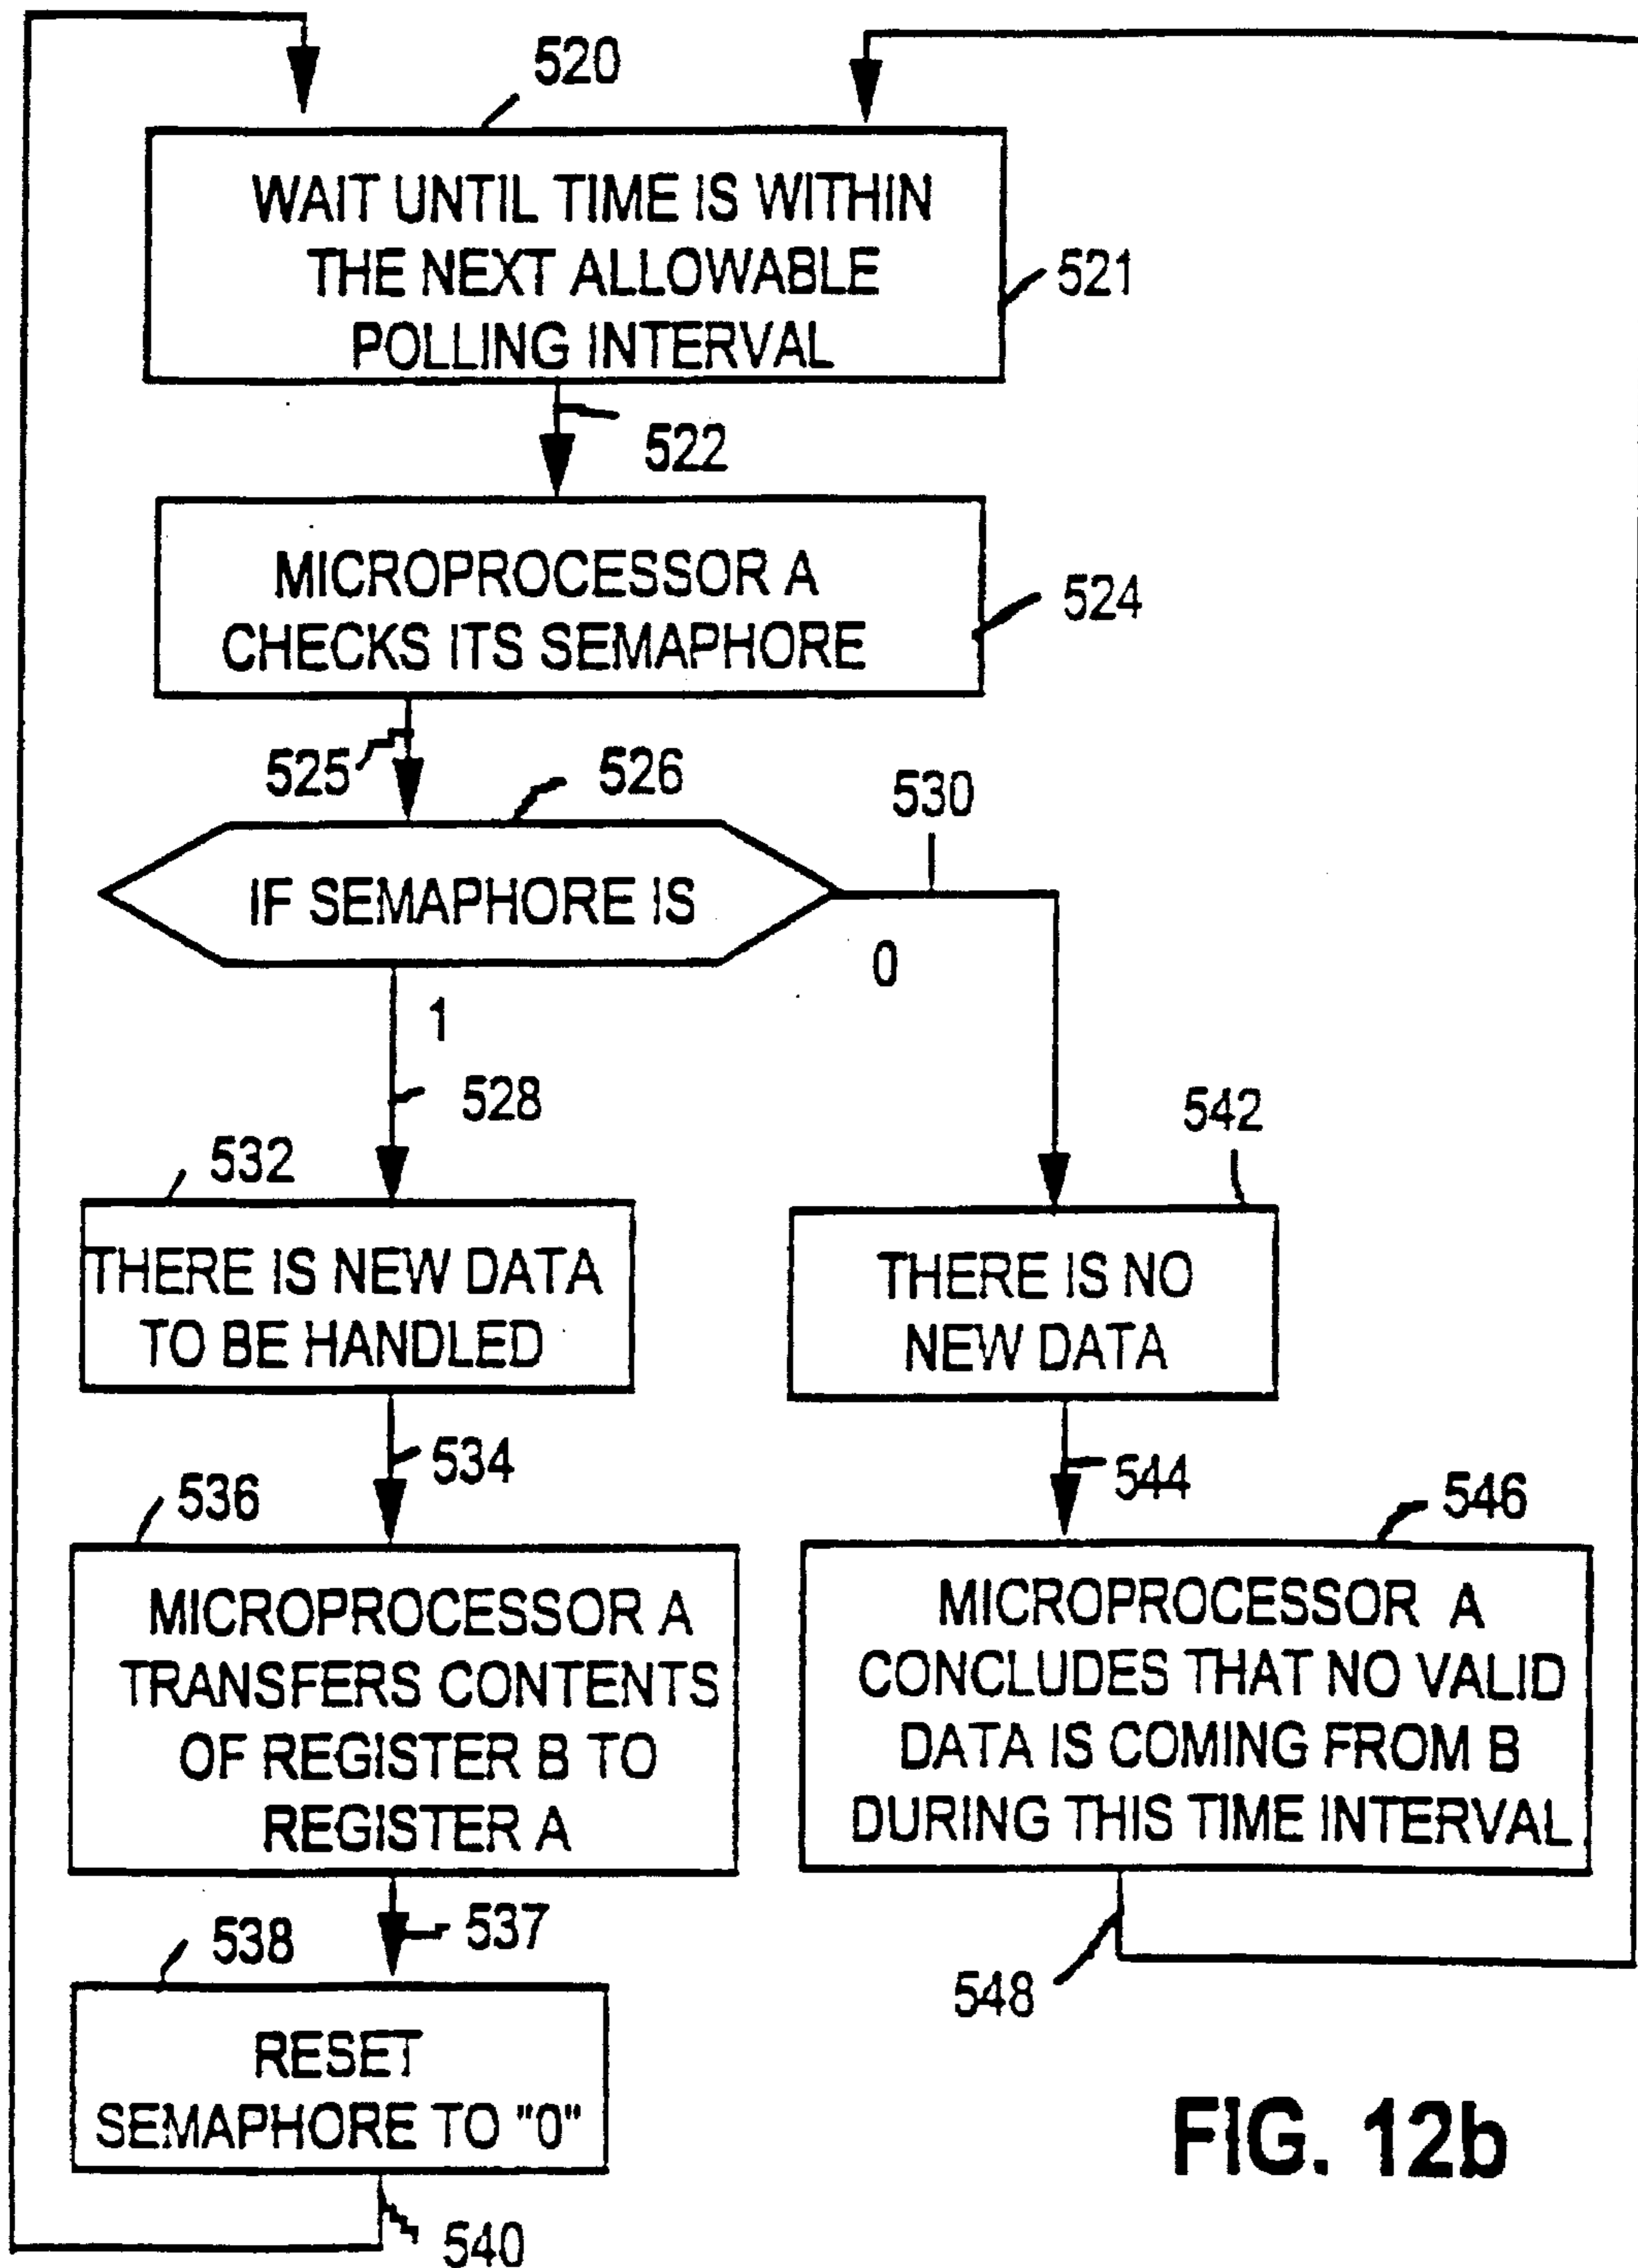 520
WAIT UNTIL TIME IS WITHIN
THE NEXT ALLOWABLE
POLLING INTERVAL
521
522
MICROPROCESSOR A
CHECKS ITS SEMAPHORE
524
525
526
530
IF SEMAPHORE IS
0
1
528
532
542
THERE IS NEW DATA
TO BE HANDLED
THERE IS NO
NEW DATA
534
544
536
546
MICROPROCESSOR A
TRANSFERS CONTENTS
OF REGISTER B TO
REGISTER A
MICROPROCESSOR A
CONCLUDES THAT NO VALID
DATA IS COMING FROM B
DURING THIS TIME INTERVAL
537
538
548
RESET
SEMAPHORE TO "0"
540
FIG. 12b